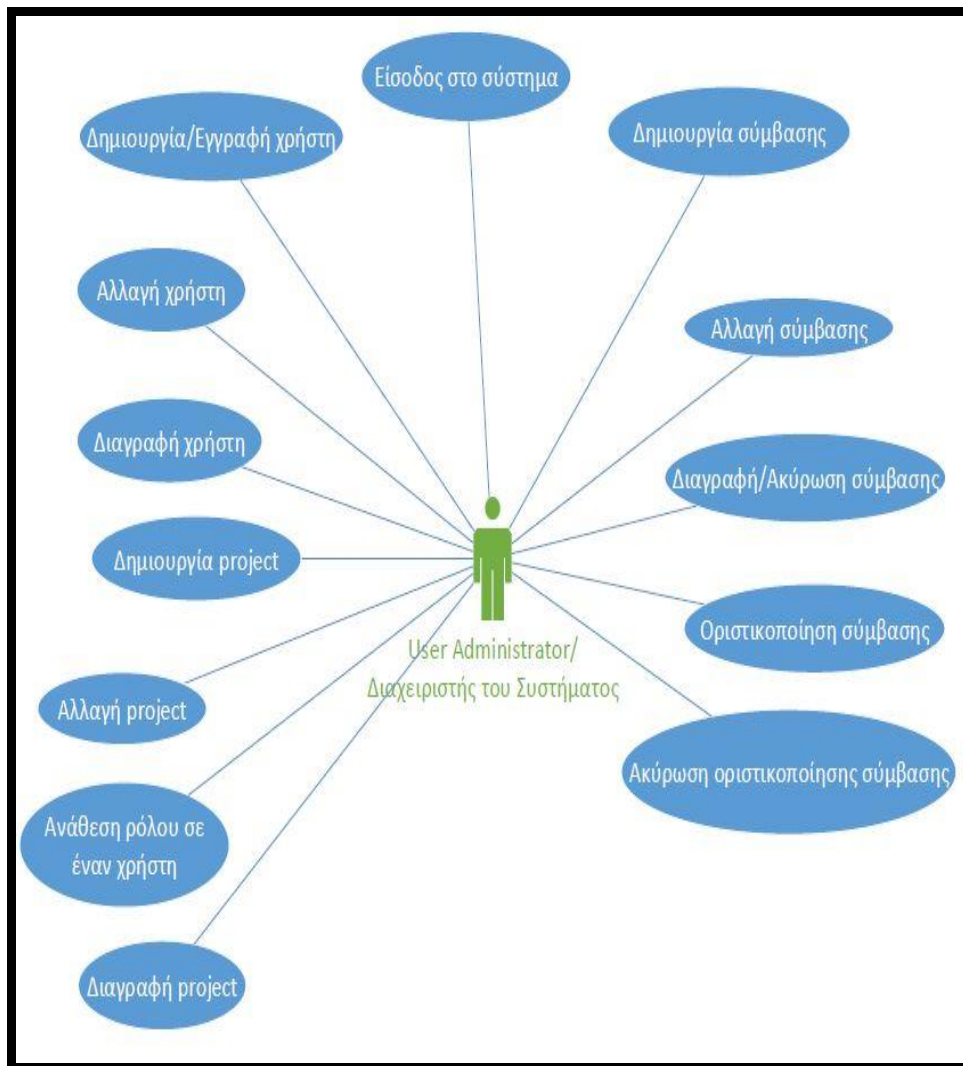 Είσοδος στο σύστημα
Δημιουργία/Εγγραφή χρήστη
Δημιουργία σύμβασης
Αλλαγή χρήστη
Αλλαγή σύμβασης
Διαγραφή χρήστη
Διαγραφή/Ακύρωση σύμβασης
Δημιουργία project
Οριστικοποίηση σύμβασης
User Administrator/
Διαχειριστής του Συστήματος
Αλλαγή project
Ακύρωση οριστικοποίησης σύμβασης
Ανάθεση ρόλου σε
έναν χρήστη
Διαγραφή project